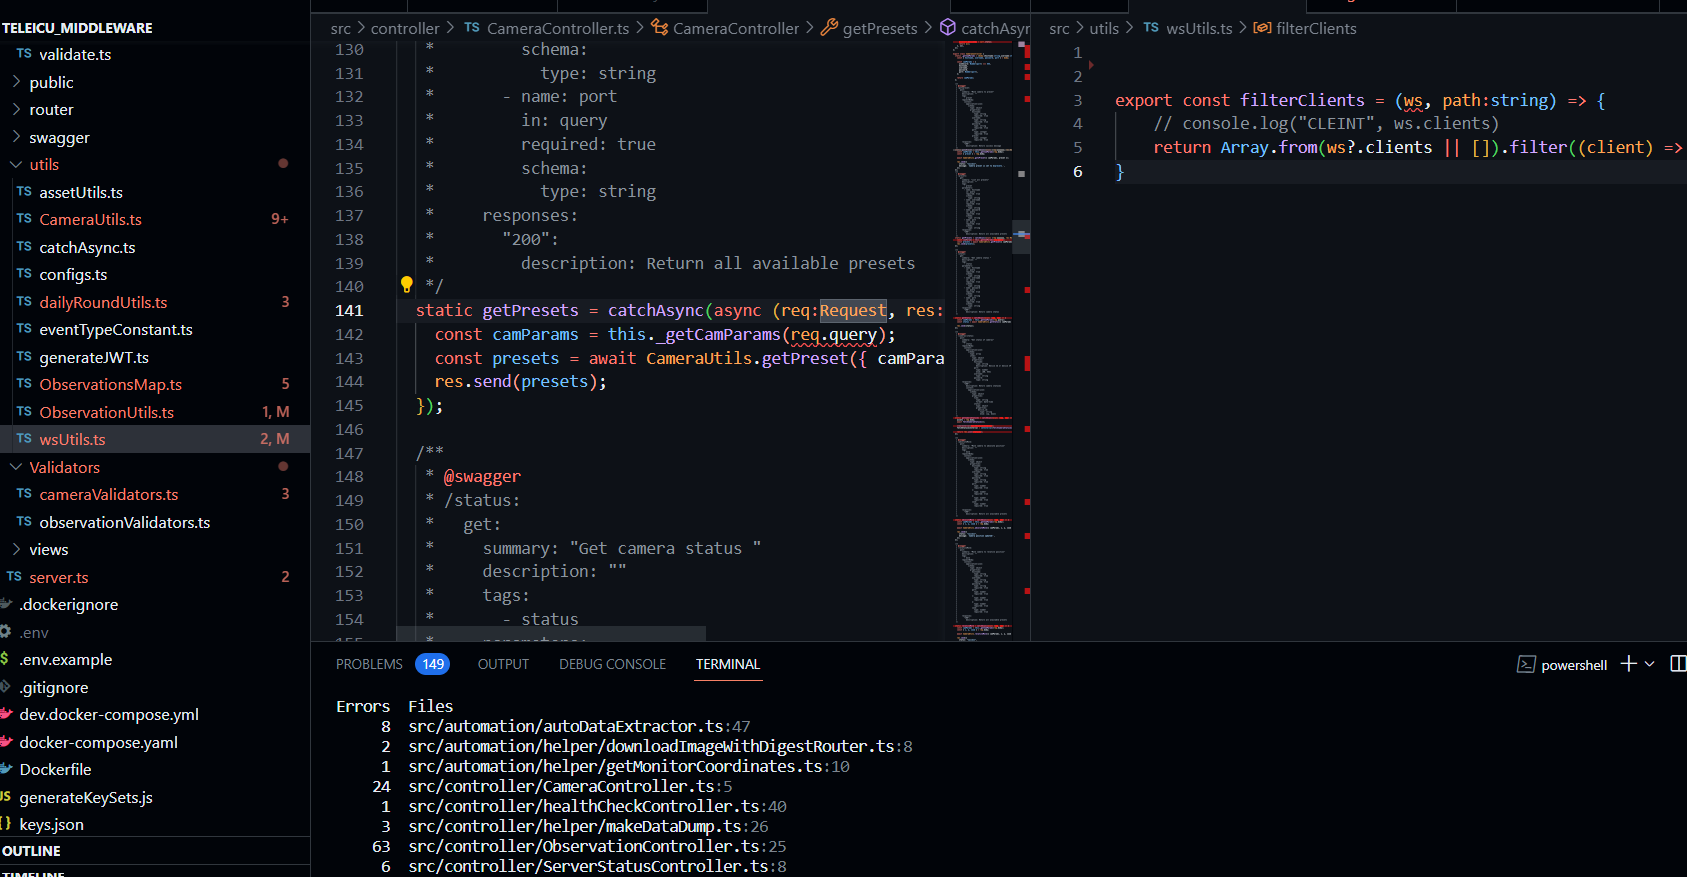 TELEICU_MIDDLEWARE
TS validate.ts
public
router
swagger
utils
TS assetUtils.ts
TS CameraUtils.ts 9+
TS catchAsync.ts
TS configs.ts
TS dailyRoundUtils.ts 3
TS eventTypeConstant.ts
TS generateJWT.ts
TS ObservationsMap.ts 5
TS ObservationUtils.ts 1, M
TS wsUtils.ts 2, M
Validators
TS cameraValidators.ts 3
TS observationValidators.ts
views
TS server.ts 2
.dockerignore
.env
$ .env.example
.gitignore
dev.docker-compose.yml
docker-compose.yaml
Dockerfile
JS generateKeySets.js
{} keys.json
OUTLINE
TIMELINE
src > controller > TS CameraController.ts > CameraController > getPresets > catchAsyr
130 * schema:
131 * type: string
132 * - name: port
133 * in: query
134 * required: true
135 * schema:
136 * type: string
137 * responses:
138 * "200":
139 * description: Return all available presets
140 */
141 static getPresets = catchAsync(async (req:Request, res:
142 const camParams = this._getCamParams(req.query);
143 const presets = await CameraUtils.getPreset({ camPara
144 res.send(presets);
145 });
146
147 /**
148 * @swagger
149 * /status:
150 * get:
151 * summary: "Get camera status "
152 * description: ""
153 * tags:
154 * - status
155 * parameters:
src > utils > TS wsUtils.ts > filterClients
1
2
3 export const filterClients = (ws, path:string) => {
4 // console.log("CLEINT", ws.clients)
5 return Array.from(ws?.clients || []).filter((client) =>
6 }
PROBLEMS 149 OUTPUT DEBUG CONSOLE TERMINAL
powershell
Errors Files
8 src/automation/autoDataExtractor.ts:47
2 src/automation/helper/downloadImageWithDigestRouter.ts:8
1 src/automation/helper/getMonitorCoordinates.ts:10
24 src/controller/CameraController.ts:5
1 src/controller/healthCheckController.ts:40
3 src/controller/helper/makeDataDump.ts:26
63 src/controller/ObservationController.ts:25
6 src/controller/ServerStatusController.ts:8